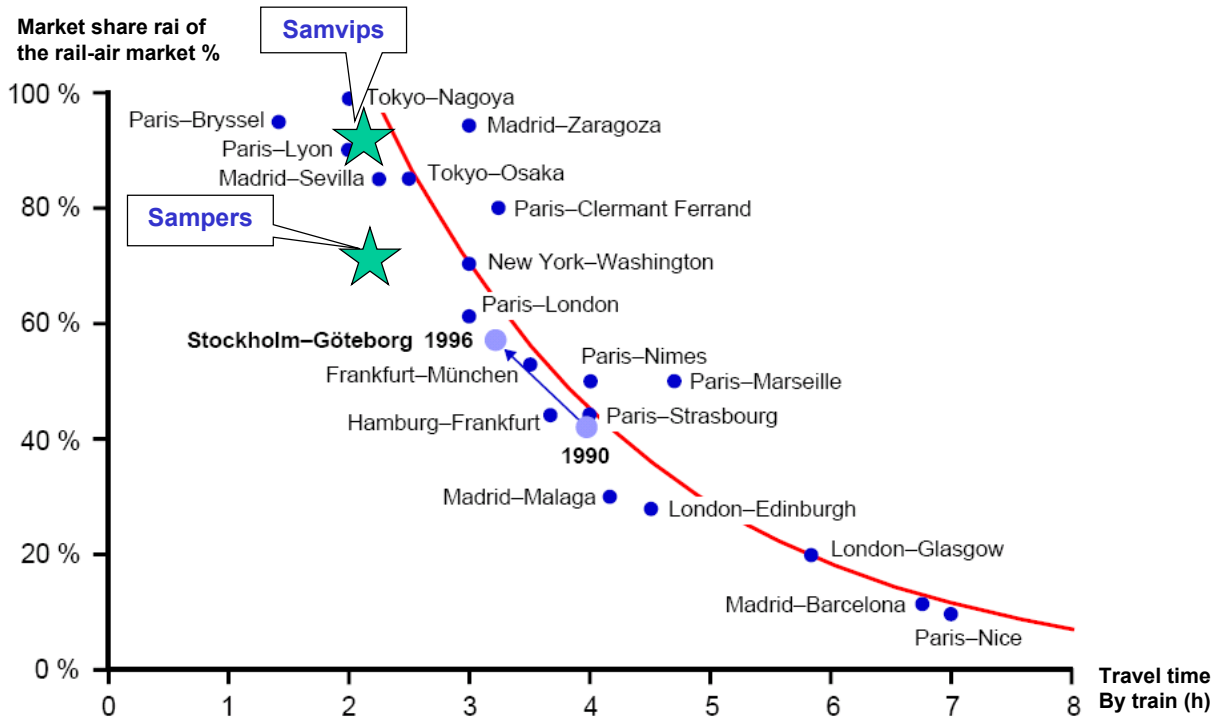 Market share rai of
the rail-air market %
Samvips
100 %
Tokyo–Nagoya
Paris–Bryssel
Madrid–Zaragoza
Paris–Lyon
Madrid–Sevilla
Tokyo–Osaka
80 %
Sampers
Paris–Clermant Ferrand
New York–Washington
Paris–London
60 %
Stockholm–Göteborg 1996
Paris–Nimes
Frankfurt–München
Paris–Marseille
Hamburg–Frankfurt
Paris–Strasbourg
40 %
1990
Madrid–Malaga
London–Edinburgh
20 %
London–Glasgow
Madrid–Barcelona
Paris–Nice
0 %
0 1 2 3 4 5 6 7 8
Travel time
By train (h)